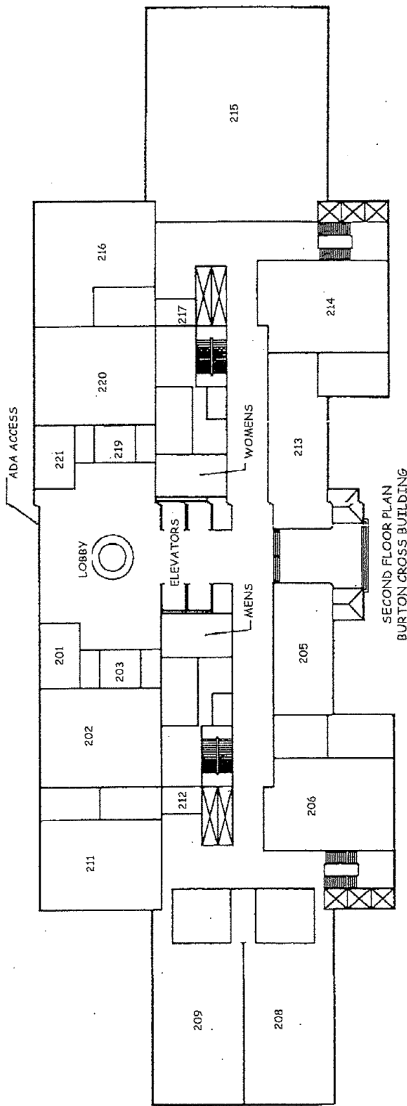 ADA ACCESS
LOBBY
ELEVATORS
MENS
WOMENS
201
202
203
211
212
209
208
206
205
221
219
220
216
217
215
214
213
SECOND FLOOR PLAN
BURTON CROSS BUILDING